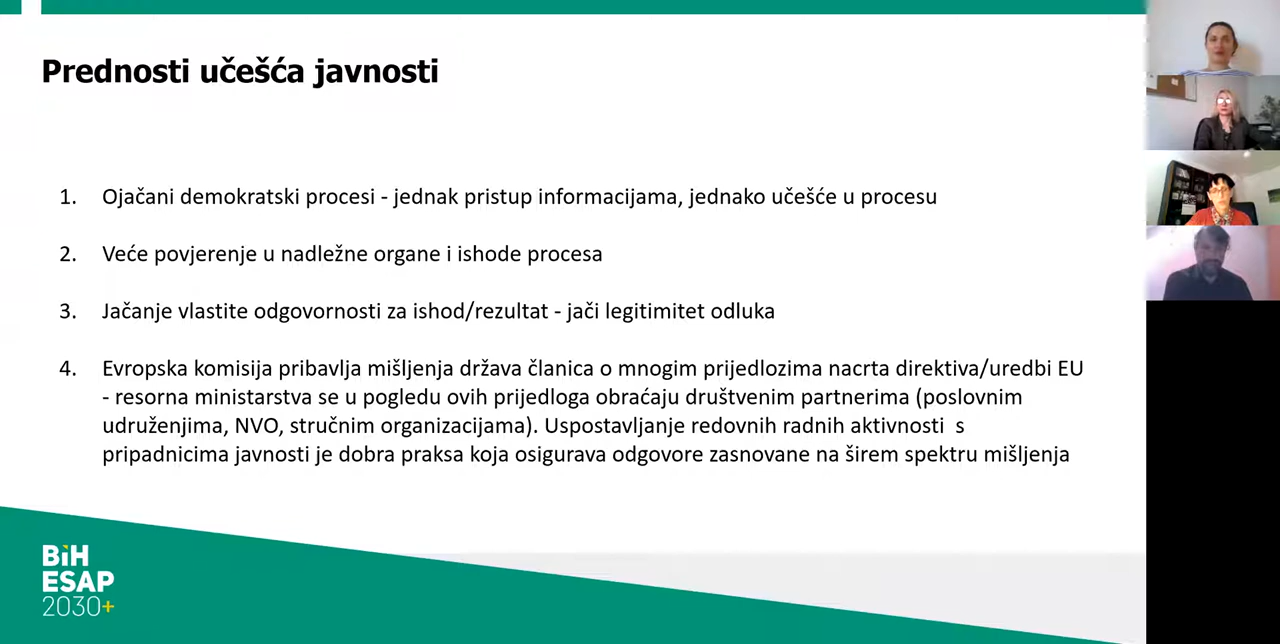 Prednosti učešća javnosti
1. Ojačani demokratski procesi - jednak pristup informacijama, jednako učešće u procesu
2. Veće povjerenje u nadležne organe i ishode procesa
3. Jačanje vlastite odgovornosti za ishod/rezultat - jači legitimitet odluka
4. Evropska komisija pribavlja mišljenja država članica o mnogim prijedlozima nacrta direktiva/uredbi EU
- resorna ministarstva se u pogledu ovih prijedloga obraćaju društvenim partnerima (poslovnim
udruženjima, NVO, stručnim organizacijama). Uspostavljanje redovnih radnih aktivnosti s
pripadnicima javnosti je dobra praksa koja osigurava odgovore zasnovane na širem spektru mišljenja
BiH
ESAP
2030+